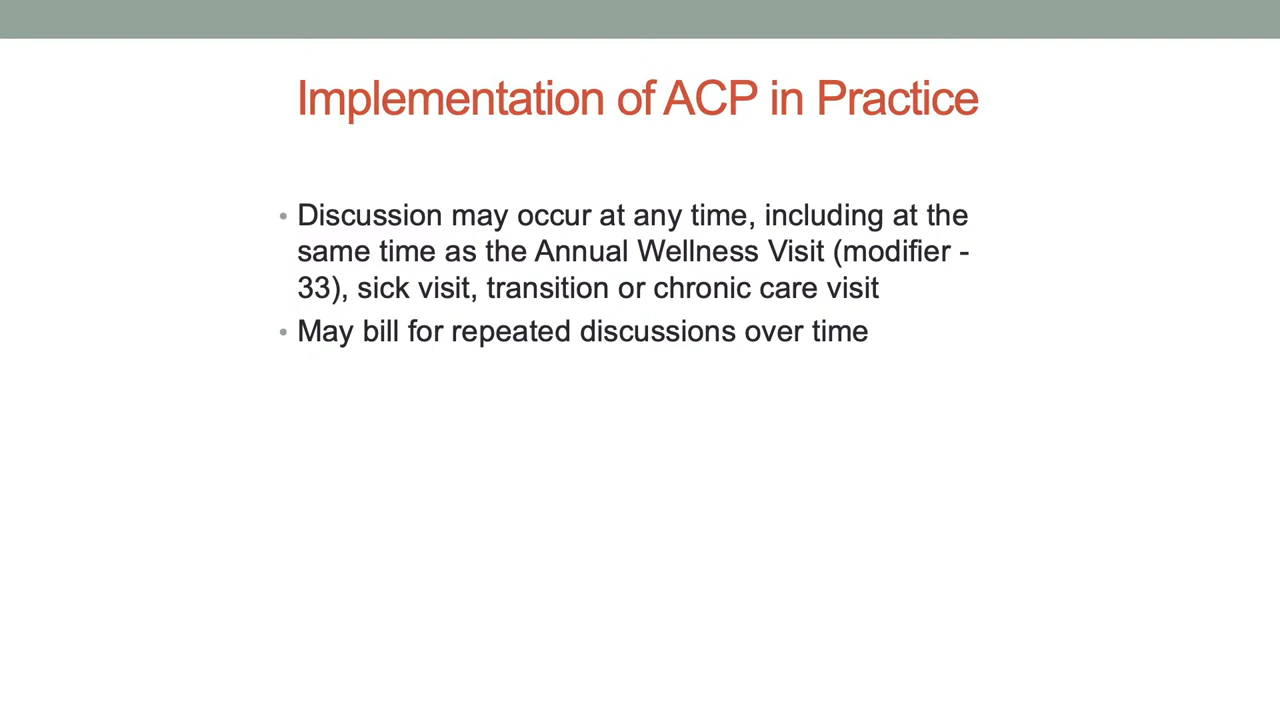 Implementation of ACP in Practice
• Discussion may occur at any time, including at the
same time as the Annual Wellness Visit (modifier -
33), sick visit, transition or chronic care visit
• May bill for repeated discussions over time